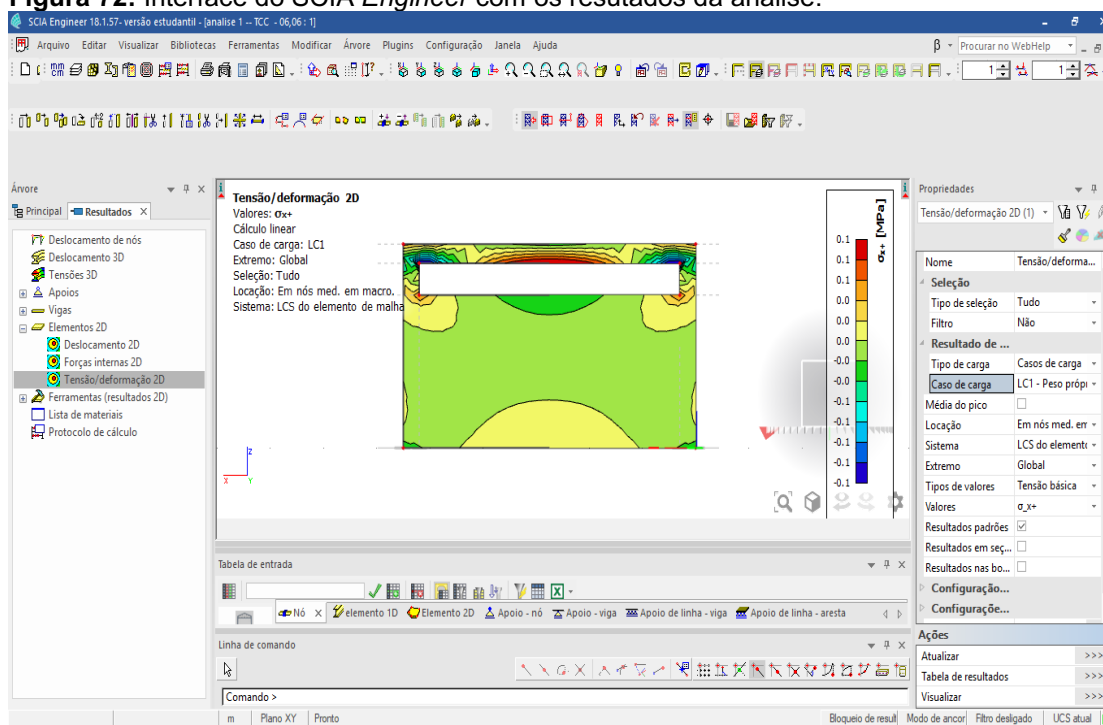 Figura 72: Interface do SCIA Engineer com os resutados da análise.
SCIA Engineer 18.1.57- versão estudantil - [analise 1 -- TCC - 06,06 : 1]
Arquivo Editar Visualizar Bibliotecas Ferramentas Modificar Árvore Plugins Configuração Janela Ajuda
Procurar no WebHelp
1
1
Árvore
Principal
Resultados
Deslocamento de nós
Deslocamento 3D
Tensões 3D
Apoios
Vigas
Elementos 2D
Deslocamento 2D
Forças internas 2D
Tensão/deformação 2D
Ferramentas (resultados 2D)
Lista de materiais
Protocolo de cálculo
Tensão/deformação 2D
Valores: σx+
Cálculo linear
Caso de carga: LC1
Extremo: Global
Seleção: Tudo
Locação: Em nós med. em macro.
Sistema: LCS do elemento de malha
σx+ [MPa]
0.1
0.1
0.1
0.0
0.0
0.0
-0.0
-0.0
-0.1
-0.1
-0.1
-0.1
-0.1
z
X
Y
Propriedades
Tensão/deformação 2D (1)
Nome Tensão/deforma...
Seleção
Tipo de seleção Tudo
Filtro Não
Resultado de ...
Tipo de carga Casos de carga
Caso de carga LC1 - Peso própri
Média do pico
Locação Em nós med. em
Sistema LCS do elemento
Extremo Global
Tipos de valores Tensão básica
Valores σ_x+
Resultados padrões
Resultados em seç...
Resultados nas bo...
Configuração...
Configuraçõe...
Ações
Atualizar >>>
Tabela de resultados >>>
Visualizar >>>
Tabela de entrada
Nó
elemento 1D
Elemento 2D
Apoio - nó
Apoio - viga
Apoio de linha - viga
Apoio de linha - aresta
Linha de comando
Comando >
m Plano XY Pronto
Bloqueio de result Modo de ancor Filtro desligado UCS atual